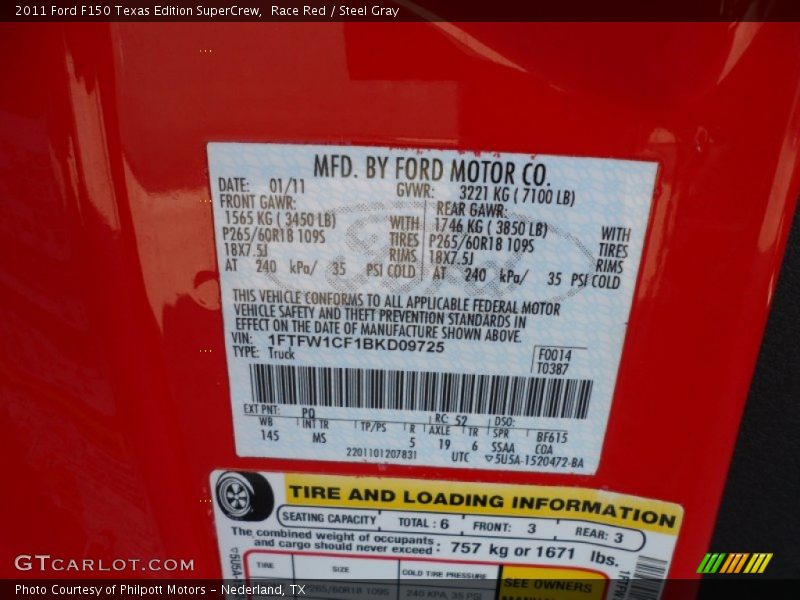 2011 Ford F150 Texas Edition SuperCrew,  Race Red / Steel Gray
MFD. BY FORD MOTOR CO.
DATE: 01/11 GVWR: 3221 KG ( 7100 LB)
FRONT GAWR: REAR GAWR:
1565 KG ( 3450 LB) WITH 1746 KG ( 3850 LB) WITH
P265/60R18 109S TIRES P265/60R18 109S TIRES
18X7.5J RIMS 18X7.5J RIMS
AT 240 kPa/ 35 PSI COLD AT 240 kPa/ 35 PSI COLD
THIS VEHICLE CONFORMS TO ALL APPLICABLE FEDERAL MOTOR
VEHICLE SAFETY AND THEFT PREVENTION STANDARDS IN
EFFECT ON THE DATE OF MANUFACTURE SHOWN ABOVE.
VIN: 1FTFW1CF1BKD09725
TYPE: Truck F0014
T0387
EXT PNT: PQ RC: 52 DSO:
WB INT TR TP/PS R AXLE TR SPR BF615
145 MS 5 19 6 SSAA COA
2201101207831 UTC ▽5U5A-1520472-BA
TIRE AND LOADING INFORMATION
SEATING CAPACITY TOTAL : 6 FRONT: 3 REAR: 3
The combined weight of occupants
and cargo should never exceed : 757 kg or 1671 lbs.
TIRE SIZE COLD TIRE PRESSURE SEE OWNERS
P265/60R18 109S 240 KPA, 35 PSI
GTCARLOT.COM
Photo Courtesy of Philpott Motors - Nederland, TX